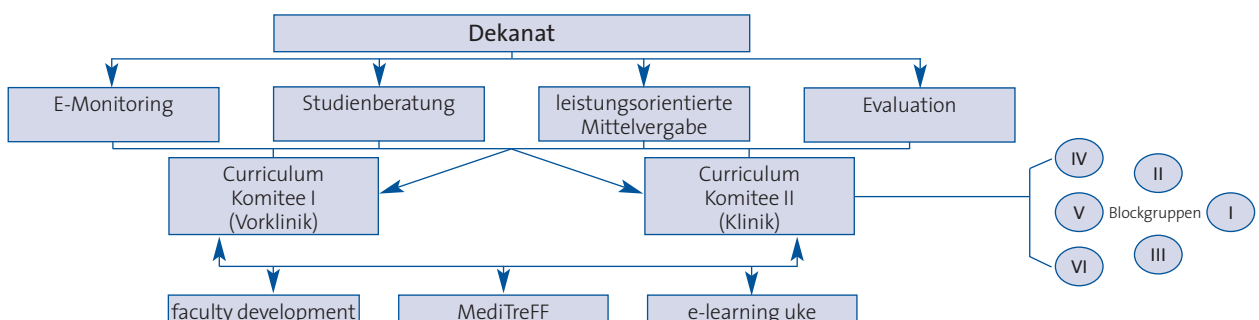 Dekanat
E-Monitoring
Studienberatung
leistungsorientierte
Mittelvergabe
Evaluation
Curriculum
Komitee I
(Vorklinik)
Curriculum
Komitee II
(Klinik)
IV
II
V
Blockgruppen
I
VI
III
faculty development
MediTreFF
e-learning uke